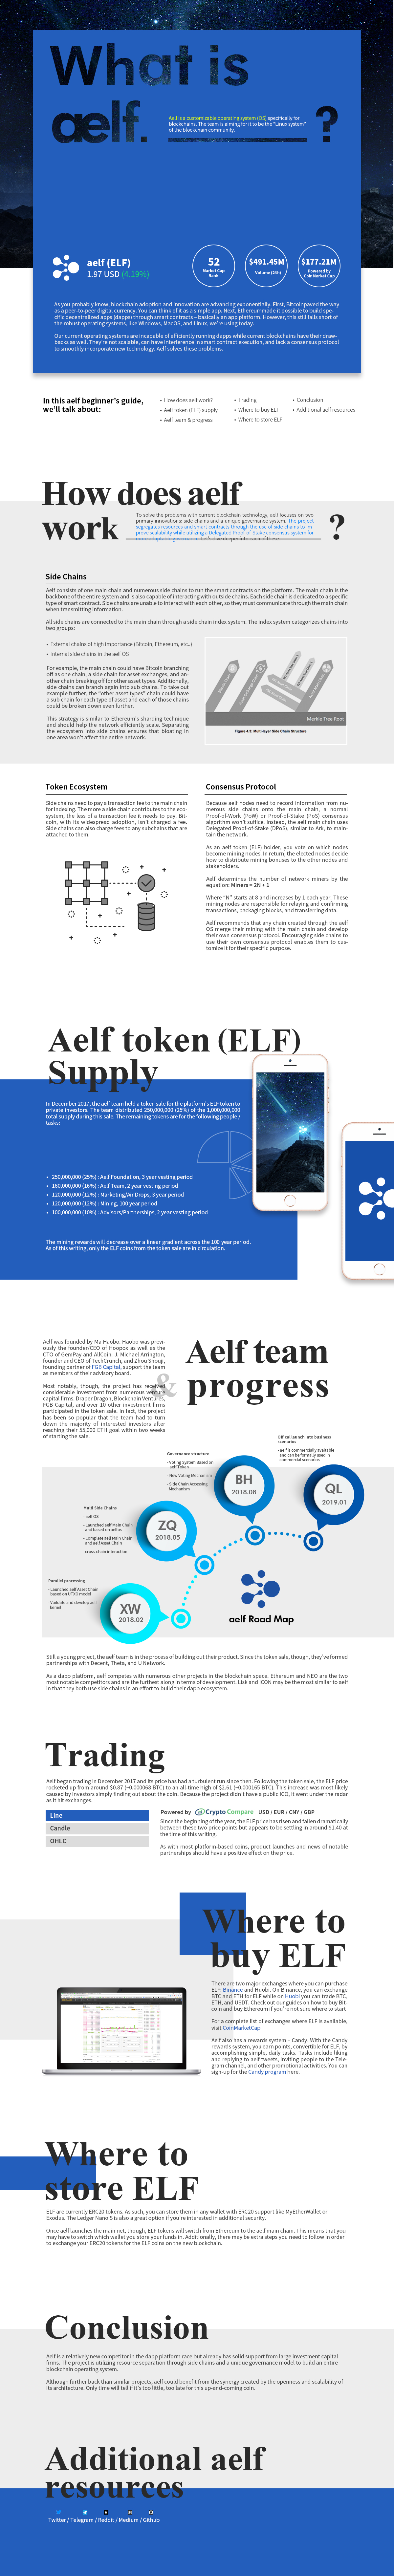 What is
aelf.
Aelf is a customizable operating system (OS) specifically for
blockchains. The team is aiming for it to be the "Linux system"
of the blockchain community.
?
aelf (ELF)
1.97 USD (4.19%)
52
Market Cap
Rank
$491.45M
Volume (24h)
$177.21M
Powered by
CoinMarket Cap
As you probably know, blockchain adoption and innovation are advancing exponentially. First, Bitcoinpaved the way
as a peer-to-peer digital currency. You can think of it as a simple app. Next, Ethereummade it possible to build spe-
cific decentralized apps (dapps) through smart contracts – basically an app platform. However, this still falls short of
the robust operating systems, like Windows, MacOS, and Linux, we're using today.
Our current operating systems are incapable of efficiently running dapps while current blockchains have their draw-
backs as well. They're not scalable, can have interference in smart contract execution, and lack a consensus protocol
to smoothly incorporate new technology. Aelf solves these problems.
In this aelf beginner's guide,
we'll talk about:
• How does aelf work?
• Aelf token (ELF) supply
• Aelf team & progress
• Trading
• Where to buy ELF
• Where to store ELF
• Conclusion
• Additional aelf resources
How does aelf
work
To solve the problems with current blockchain technology, aelf focuses on two
primary innovations: side chains and a unique governance system. The project
segregates resources and smart contracts through the use of side chains to im-
prove scalability while utilizing a Delegated Proof-of-Stake consensus system for
more adaptable governance. Let's dive deeper into each of these.
?
Side Chains
Aelf consists of one main chain and numerous side chains to run the smart contracts on the platform. The main chain is the
backbone of the entire system and is also capable of interacting with outside chains. Each side chain is dedicated to a specific
type of smart contract. Side chains are unable to interact with each other, so they must communicate through the main chain
when transmitting information.
All side chains are connected to the main chain through a side chain index system. The index system categorizes chains into
two groups:
• External chains of high importance (Bitcoin, Ethereum, etc..)
• Internal side chains in the aelf OS
For example, the main chain could have Bitcoin branching
off as one chain, a side chain for asset exchanges, and an-
other chain breaking off for other asset types. Additionally,
side chains can branch again into sub chains. To take out
example further, the "other asset types" chain could have
a sub chain for each type of asset and each of those chains
could be broken down even further.
This strategy is similar to Ethereum's sharding technique
and should help the network efficiently scale. Separating
the ecosystem into side chains ensures that bloating in
one area won't affect the entire network.
Merkle Tree Root
Figure 4.3: Multi-layer Side Chain Structure
Token Ecosystem
Side chains need to pay a transaction fee to the main chain
for indexing. The more a side chain contributes to the eco-
system, the less of a transaction fee it needs to pay. Bit-
coin, with its widespread adoption, isn't charged a fee.
Side chains can also charge fees to any subchains that are
attached to them.
Consensus Protocol
Because aelf nodes need to record information from nu-
merous side chains onto the main chain, a normal
Proof-of-Work (PoW) or Proof-of-Stake (PoS) consensus
algorithm won't suffice. Instead, the aelf main chain uses
Delegated Proof-of-Stake (DPoS), similar to Ark, to main-
tain the network.
As an aelf token (ELF) holder, you vote on which nodes
become mining nodes. In return, the elected nodes decide
how to distribute mining bonuses to the other nodes and
stakeholders.
Aelf determines the number of network miners by the
equation: Miners = 2N + 1
Where "N" starts at 8 and increases by 1 each year. These
mining nodes are responsible for relaying and confirming
transactions, packaging blocks, and transferring data.
Aelf recommends that any chain created through the aelf
OS merge their mining with the main chain and develop
their own consensus protocol. Encouraging side chains to
use their own consensus protocol enables them to cus-
tomize it for their specific purpose.
Aelf token (ELF)
Supply
In December 2017, the aelf team held a token sale for the platform's ELF token to
private investors. The team distributed 250,000,000 (25%) of the 1,000,000,000
total supply during this sale. The remaining tokens are for the following people /
tasks:
• 250,000,000 (25%) : Aelf Foundation, 3 year vesting period
• 160,000,000 (16%) : Aelf Team, 2 year vesting period
• 120,000,000 (12%) : Marketing/Air Drops, 3 year period
• 120,000,000 (12%) : Mining, 100 year period
• 100,000,000 (10%) : Advisors/Partnerships, 2 year vesting period
The mining rewards will decrease over a linear gradient across the 100 year period.
As of this writing, only the ELF coins from the token sale are in circulation.
Aelf was founded by Ma Haobo. Haobo was previ-
ously the founder/CEO of Hoopox as well as the
CTO of GemPay and AllCoin. J. Michael Arrington,
founder and CEO of TechCrunch, and Zhou Shouji,
founding partner of FGB Capital, support the team
as members of their advisory board.
Most notably, though, the project has received
considerable investment from numerous venture
capital firms. Draper Dragon, Blockchain Ventures,
FGB Capital, and over 10 other investment firms
participated in the token sale. In fact, the project
has been so popular that the team had to turn
down the majority of interested investors after
reaching their 55,000 ETH goal within two weeks
of starting the sale.
Aelf team
& progress
Offical launch into business
scenarios
- aelf is commercially available
and can be formally used in
commercial scenarios
Governance structure
- Voting System Based on
aelf Token
- New Voting Mechanism
- Side Chain Accessing
Mechanism
BH
2018.08
QL
2019.01
Multi Side Chains
- aelf OS
- Launched aelf Main Chain
and based on aelfos
- Complete aelf Main Chain
and aelf Asset Chain
cross chain interaction
ZQ
2018.05
Parallel processing
- Launched aelf Asset Chain
based on UTXO model
- Validate and develop aelf
kernel
XW
2018.02
aelf Road Map
Still a young project, the aelf team is in the process of building out their product. Since the token sale, though, they've formed
partnerships with Decent, Theta, and U Network.
As a dapp platform, aelf competes with numerous other projects in the blockchain space. Ethereum and NEO are the two
most notable competitors and are the furthest along in terms of development. Lisk and ICON may be the most similar to aelf
in that they both use side chains in an effort to build their dapp ecosystem.
Trading
Aelf began trading in December 2017 and its price has had a turbulent run since then. Following the token sale, the ELF price
rocketed up from around $0.87 (~0.000068 BTC) to an all-time high of $2.61 (~0.000165 BTC). This increase was most likely
caused by investors simply finding out about the coin. Because the project didn't have a public ICO, it went under the radar
as it hit exchanges.
Line
Candle
OHLC
Powered by CryptoCompare USD / EUR / CNY / GBP
Since the beginning of the year, the ELF price has risen and fallen dramatically
between these two price points but appears to be settling in around $1.40 at
the time of this writing.
As with most platform-based coins, product launches and news of notable
partnerships should have a positive effect on the price.
Where to
buy ELF
There are two major exchanges where you can purchase
ELF: Binance and Huobi. On Binance, you can exchange
BTC and ETH for ELF while on Huobi you can trade BTC,
ETH, and USDT. Check out our guides on how to buy Bit-
coin and buy Ethereum if you're not sure where to start.
For a complete list of exchanges where ELF is available,
visit CoinMarketCap
Aelf also has a rewards system – Candy. With the Candy
rewards system, you earn points, convertible for ELF, by
accomplishing simple, daily tasks. Tasks include liking
and replying to aelf tweets, inviting people to the Tele-
gram channel, and other promotional activities. You can
sign-up for the Candy program here.
Where to
store ELF
ELF are currently ERC20 tokens. As such, you can store them in any wallet with ERC20 support like MyEtherWallet or
Exodus. The Ledger Nano S is also a great option if you're interested in additional security.
Once aelf launches the main net, though, ELF tokens will switch from Ethereum to the aelf main chain. This means that you
may have to switch which wallet you store your funds in. Additionally, there may be extra steps you need to follow in order
to exchange your ERC20 tokens for the ELF coins on the new blockchain.
Conclusion
Aelf is a relatively new competitor in the dapp platform race but already has solid support from large investment capital
firms. The project is utilizing resource separation through side chains and a unique governance model to build an entire
blockchain operating system.
Although further back than similar projects, aelf could benefit from the synergy created by the openness and scalability of
its architecture. Only time will tell if it's too little, too late for this up-and-coming coin.
Additional aelf
resources
Twitter / Telegram / Reddit / Medium / Github